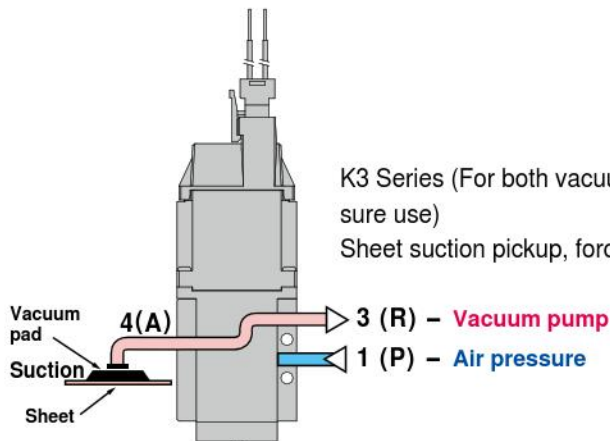 K3 Series (For both vacuu
sure use)
Sheet suction pickup, forc
4(A)
3 (R) – Vacuum pump
1 (P) – Air pressure
Vacuum
pad
Suction
Sheet